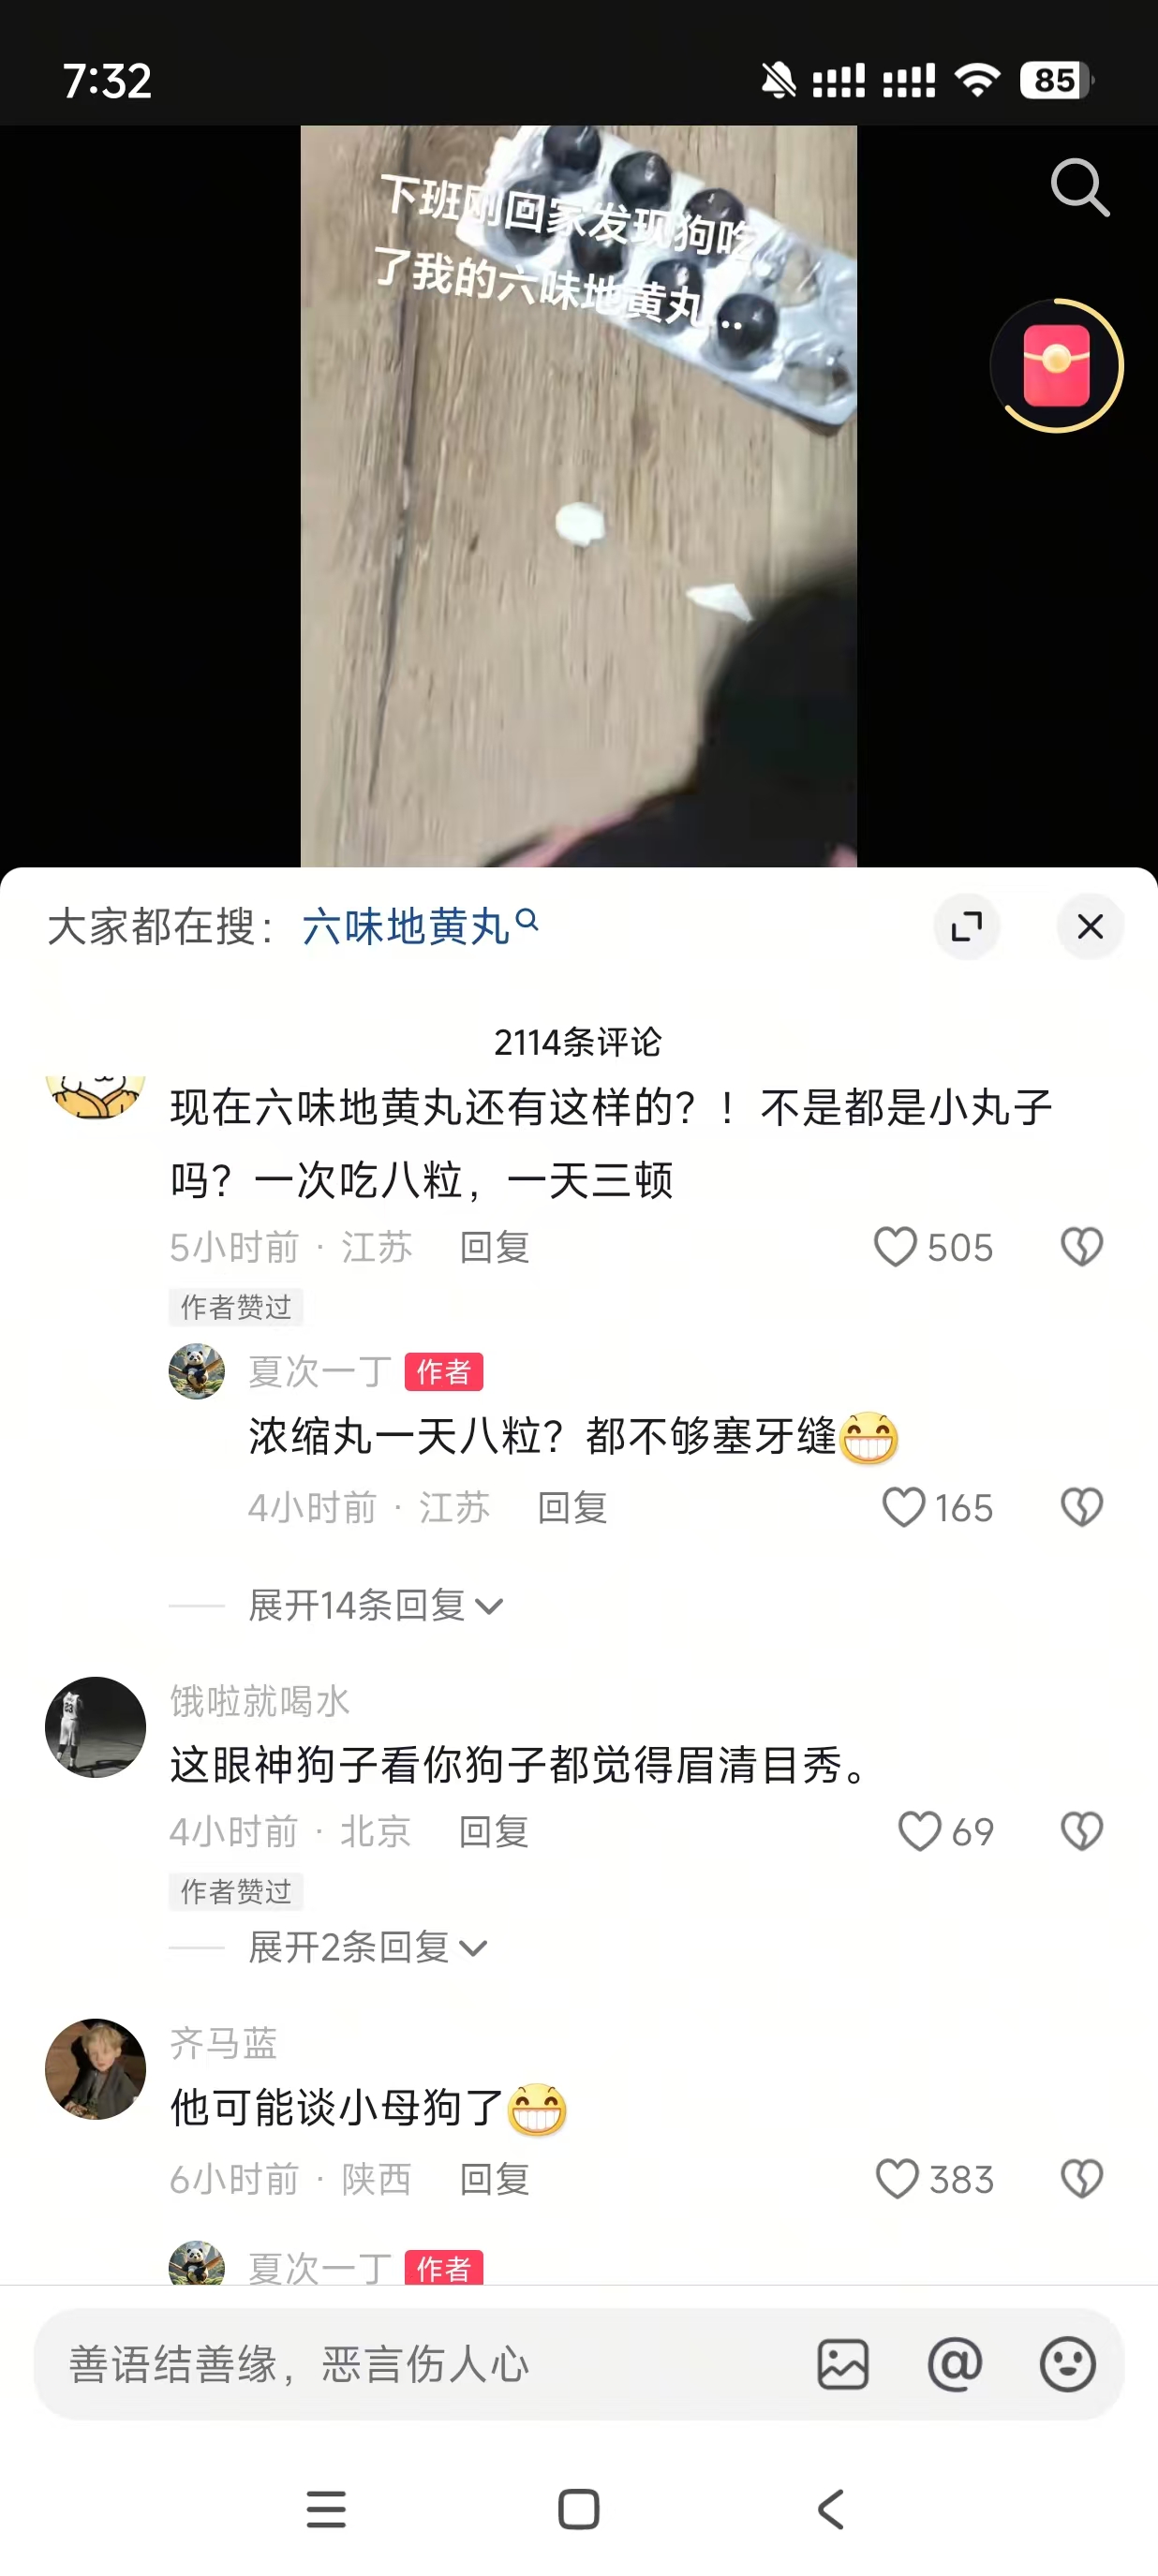 7:32
85
下班刚回家发现狗吃
了我的六味地黄丸...
大家都在搜：六味地黄丸
2114条评论
现在六味地黄丸还有这样的？！不是都是小丸子
吗？一次吃八粒，一天三顿
5小时前 · 江苏 回复 505
作者赞过
夏次一丁 作者
浓缩丸一天八粒？都不够塞牙缝
4小时前 · 江苏 回复 165
展开14条回复
饿啦就喝水
这眼神狗子看你狗子都觉得眉清目秀。
4小时前 · 北京 回复 69
作者赞过
展开2条回复
齐马蓝
他可能谈小母狗了
6小时前 · 陕西 回复 383
夏次一丁 作者
善语结善缘，恶言伤人心